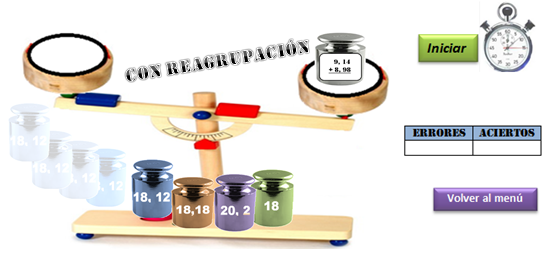 CON REAGRUPACIÓN
9, 14
+ 8, 98
Iniciar
ERRORES ACIERTOS
18, 12
18, 12
18, 12
18, 12
18, 12
18,18
20, 2
18
Volver al menú